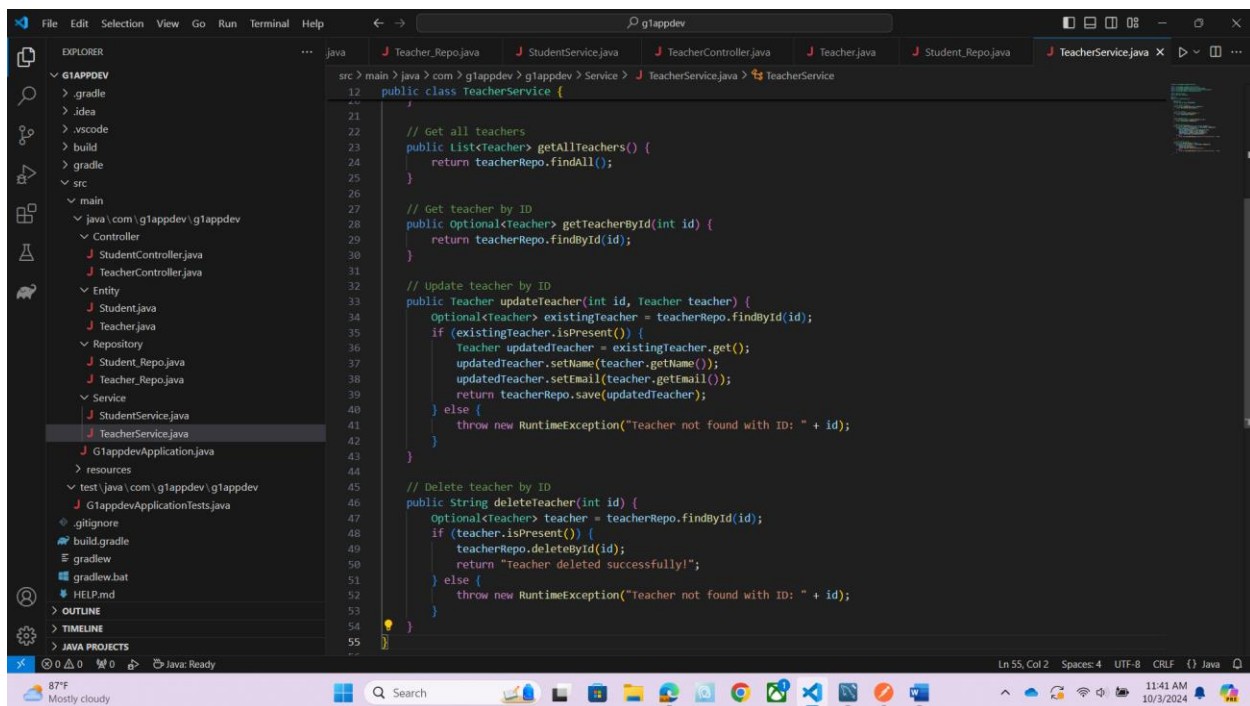 File Edit Selection View Go Run Terminal Help
g1appdev
EXPLORER
.java Teacher_Repo.java StudentService.java TeacherController.java Teacher.java Student_Repo.java TeacherService.java
src > main > java > com > g1appdev > g1appdev > Service > TeacherService.java > TeacherService
G1APPDEV
.gradle
.idea
.vscode
build
gradle
src
main
java\com\g1appdev\g1appdev
Controller
StudentController.java
TeacherController.java
Entity
Student.java
Teacher.java
Repository
Student_Repo.java
Teacher_Repo.java
Service
StudentService.java
TeacherService.java
G1appdevApplication.java
resources
test\java\com\g1appdev\g1appdev
G1appdevApplicationTests.java
.gitignore
build.gradle
gradlew
gradlew.bat
HELP.md
OUTLINE
TIMELINE
JAVA PROJECTS
12 public class TeacherService {
20 }
21
22 // Get all teachers
23 public List<Teacher> getAllTeachers() {
24 return teacherRepo.findAll();
25 }
26
27 // Get teacher by ID
28 public Optional<Teacher> getTeacherById(int id) {
29 return teacherRepo.findById(id);
30 }
31
32 // Update teacher by ID
33 public Teacher updateTeacher(int id, Teacher teacher) {
34 Optional<Teacher> existingTeacher = teacherRepo.findById(id);
35 if (existingTeacher.isPresent()) {
36 Teacher updatedTeacher = existingTeacher.get();
37 updatedTeacher.setName(teacher.getName());
38 updatedTeacher.setEmail(teacher.getEmail());
39 return teacherRepo.save(updatedTeacher);
40 } else {
41 throw new RuntimeException("Teacher not found with ID: " + id);
42 }
43 }
44
45 // Delete teacher by ID
46 public String deleteTeacher(int id) {
47 Optional<Teacher> teacher = teacherRepo.findById(id);
48 if (teacher.isPresent()) {
49 teacherRepo.deleteById(id);
50 return "Teacher deleted successfully!";
51 } else {
52 throw new RuntimeException("Teacher not found with ID: " + id);
53 }
54 }
55 }
0 0 0 Java: Ready
Ln 55, Col 2 Spaces: 4 UTF-8 CRLF {} Java
87°F
Mostly cloudy
Search
11:41 AM
10/3/2024